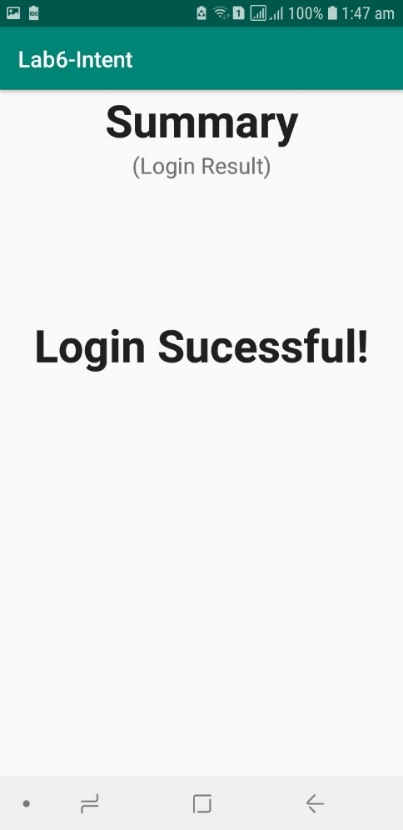 100% 1:47 am
Lab6-Intent
Summary
(Login Result)
Login Sucessful!